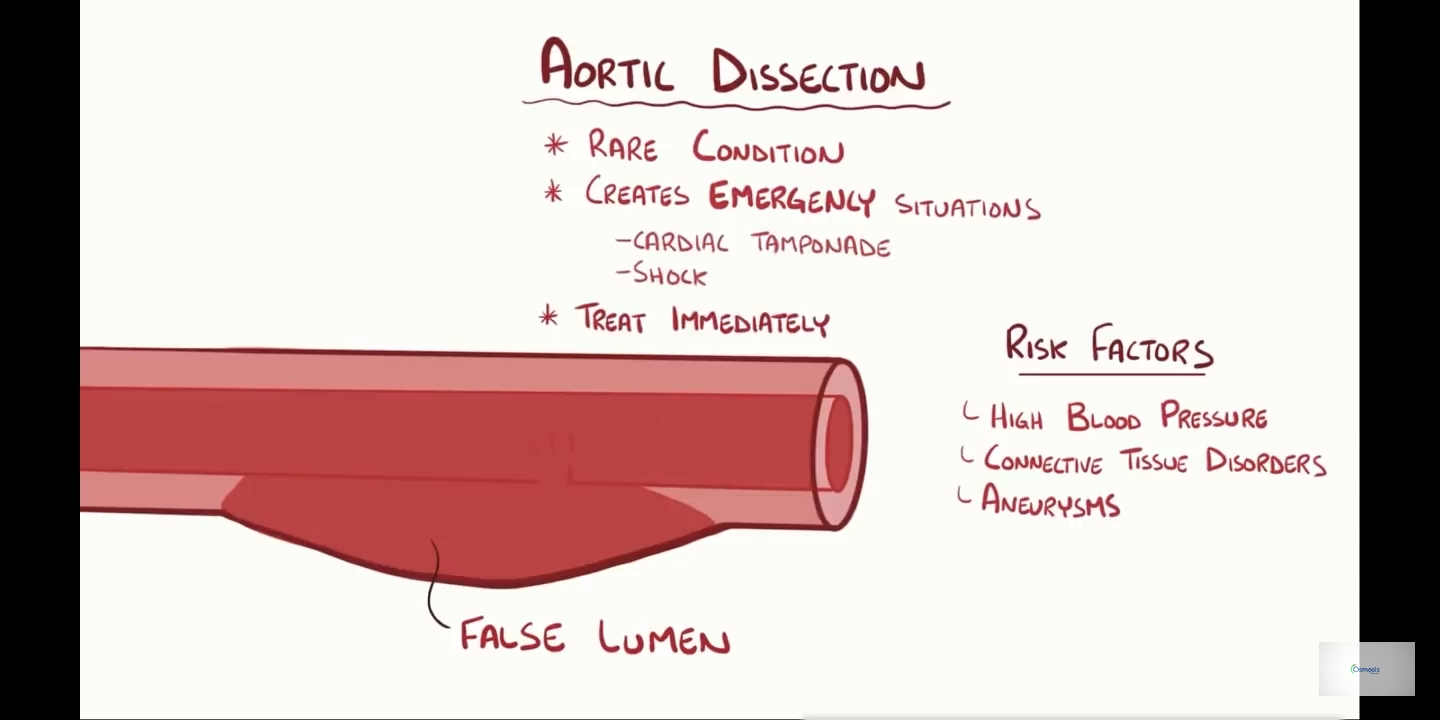 AORTIC DISSECTION
* RARE CONDITION
* CREATES EMERGENCY SITUATIONS
-CARDIAC TAMPONADE
-SHOCK
* TREAT IMMEDIATELY
RISK FACTORS
HIGH BLOOD PRESSURE
CONNECTIVE TISSUE DISORDERS
ANEURYSMS
FALSE LUMEN
Osmosis